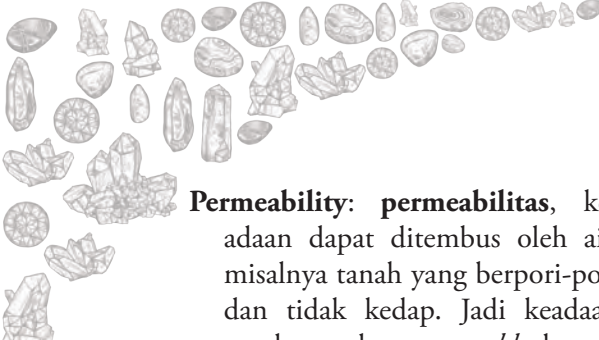 Permeability: permeabilitas, k
adaan dapat ditembus oleh ai
misalnya tanah yang berpori-po
dan tidak kedap. Jadi keadaa